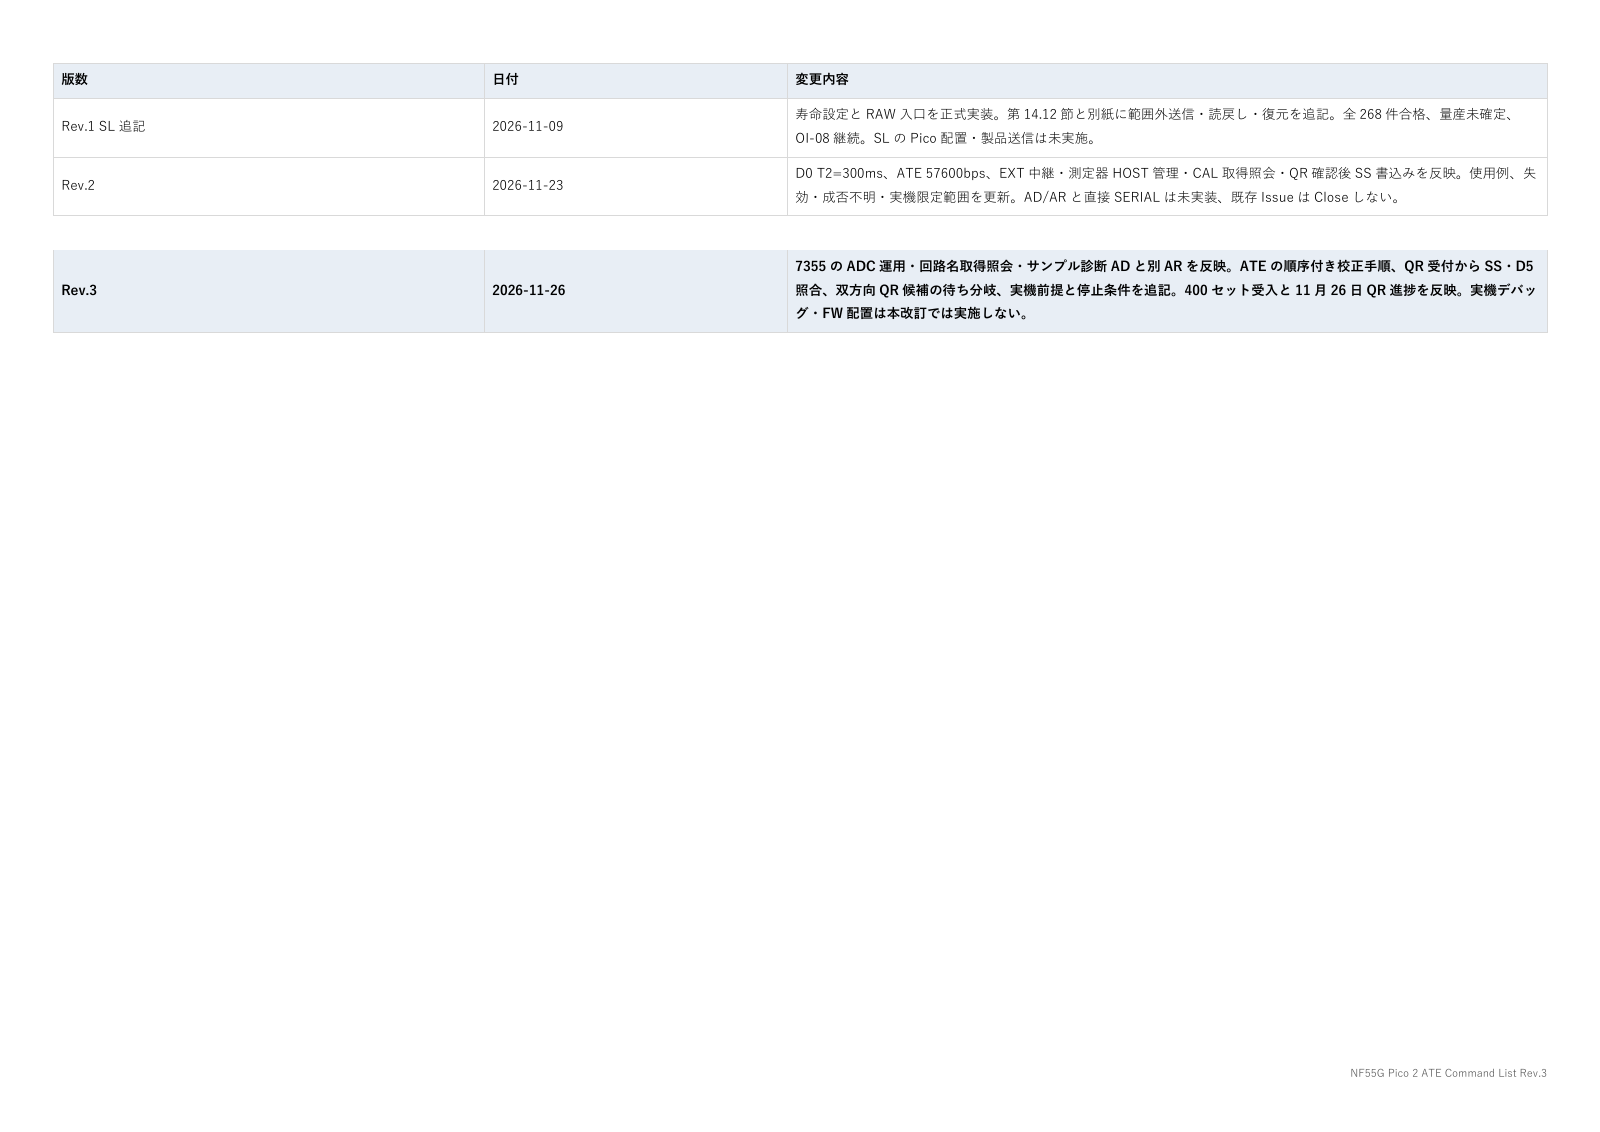 版数 日付 変更内容
Rev.1 SL 追記 2026-11-09 寿命設定と RAW 入口を正式実装。第 14.12 節と別紙に範囲外送信・読戻し・復元を追記。全 268 件合格、量産未確定、
OI-08 継続。SL の Pico 配置・製品送信は未実施。
Rev.2 2026-11-23 D0 T2=300ms、ATE 57600bps、EXT 中継・測定器 HOST 管理・CAL 取得照会・QR 確認後 SS 書込みを反映。使用例、失
効・成否不明・実機限定範囲を更新。AD/AR と直接 SERIAL は未実装、既存 Issue は Close しない。
Rev.3 2026-11-26 7355 の ADC 運用・回路名取得照会・サンプル診断 AD と別 AR を反映。ATE の順序付き校正手順、QR 受付から SS・D5
照合、双方向 QR 候補の待ち分岐、実機前提と停止条件を追記。400 セット受入と 11 月 26 日 QR 進捗を反映。実機デバッ
グ・FW 配置は本改訂では実施しない。
NF55G Pico 2 ATE Command List Rev.3